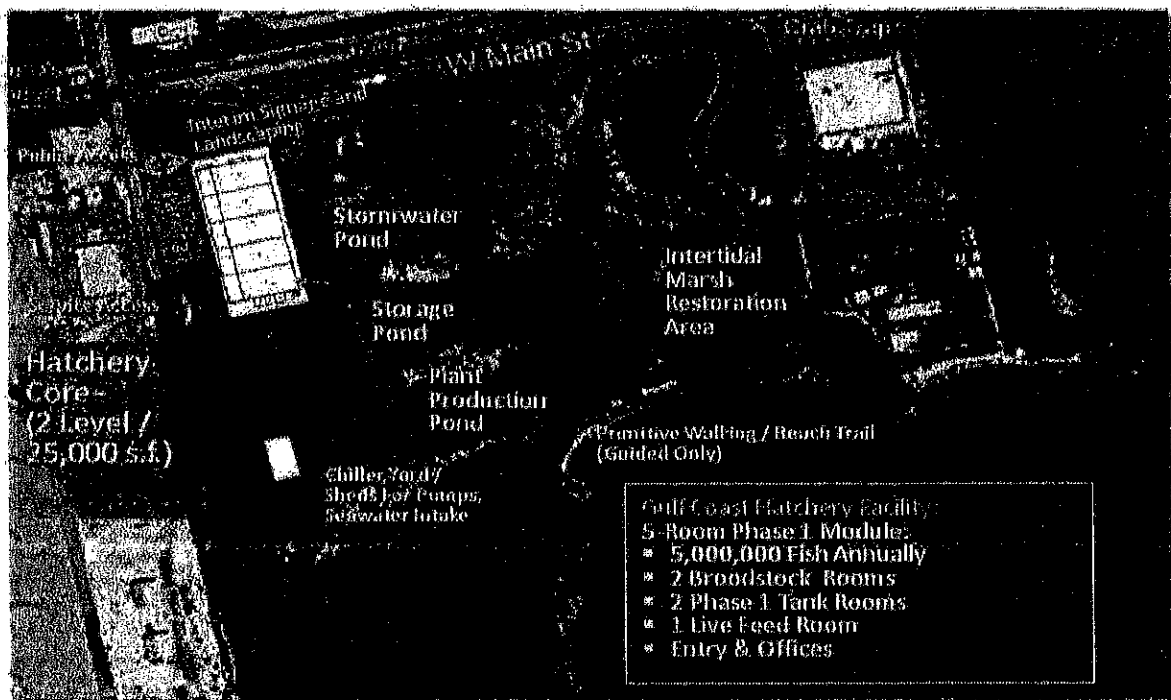 W Main St
Interim Signage and
Landscaping
Public Access
Stormwater
Pond
Storage
Pond
Intertidal
Marsh
Restoration
Area
Hatchery
Core -
(2 Level /
25,000 s.f.)
Plant
Production
Pond
Primitive Walking / Beach Trail
(Guided Only)
Chiller Yard /
Sheds for Pumps,
Seawater Intake
Gulf Coast Hatchery Facility:
5-Room Phase 1 Module:
* 5,000,000 Fish Annually
* 2 Broodstock Rooms
* 2 Phase 1 Tank Rooms
* 1 Live Feed Room
* Entry & Offices